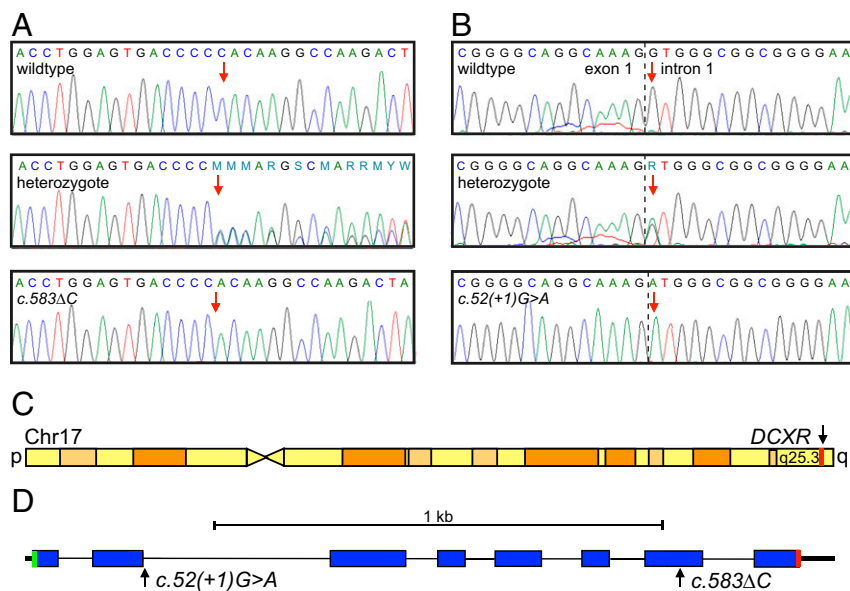 A
ACCTGGAGTGACCCCCACAAGGCCAAGACT
wildtype
ACCTGGAGTGACCCCMMMARGSCMARRMYW
heterozygote
ACCTGGAGTGACCCCACAAGGCCAAGACTA
c.583ΔC
B
CGGGGCAGGCAAAGGTGGGCGGCGGGGAA
wildtype exon 1 intron 1
CGGGGCAGGCAAAGRTGGGCGGCGGGGAA
heterozygote
CGGGGCAGGCAAAGATGGGCGGCGGGGAA
c.52(+1)G>A
C
Chr17 DCXR
p q25.3 q
D
1 kb
c.52(+1)G>A c.583ΔC